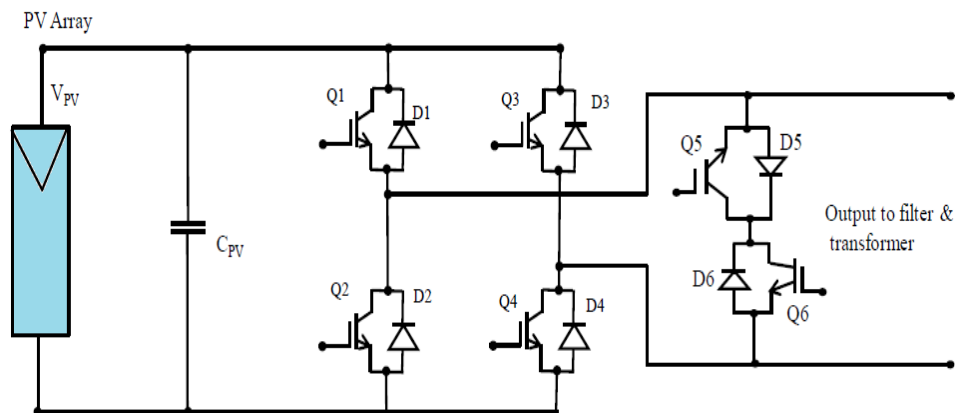 PV Array
VPV
CPV
Q1
D1
Q3
D3
Q2
D2
Q4
D4
Q5
D5
D6
Q6
Output to filter &
transformer